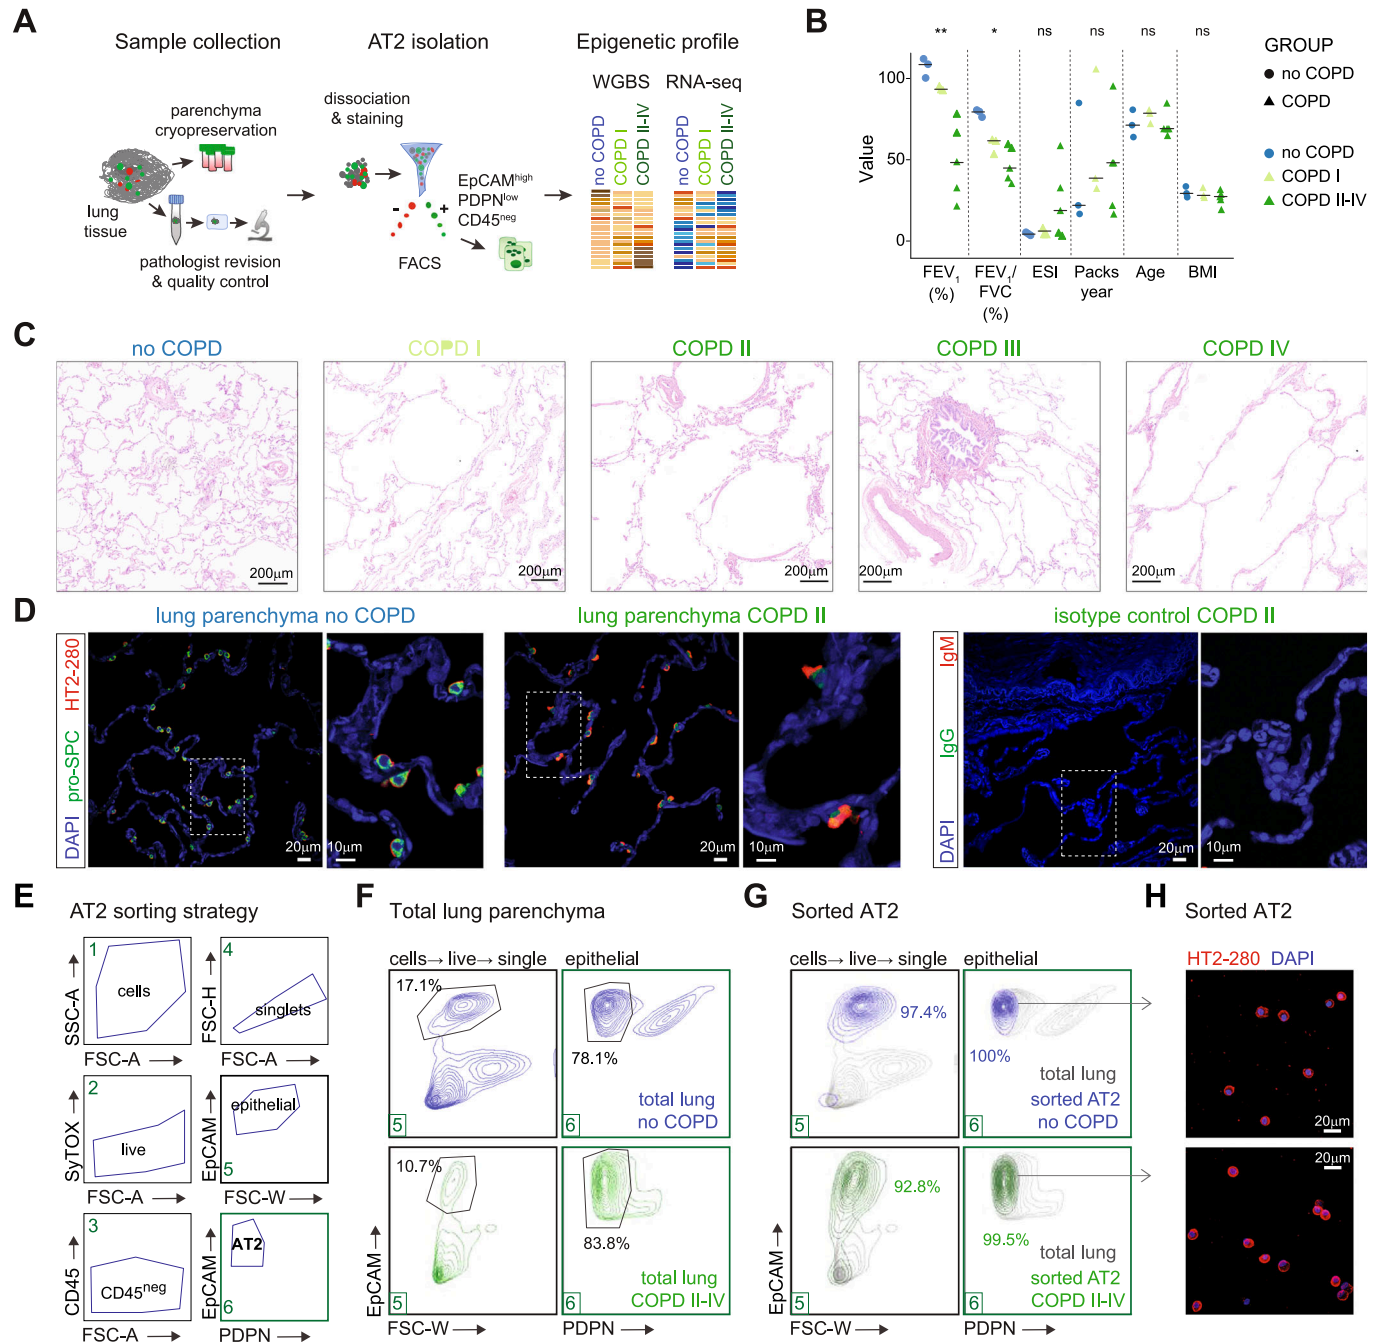 A
Sample collection
AT2 isolation
Epigenetic profile
WGBS
RNA-seq
parenchyma
cryopreservation
dissociation
& staining
no COPD
COPD I
COPD II-IV
no COPD
COPD I
COPD II-IV
EpCAMhigh
PDPNlow
CD45neg
-
+
lung
tissue
FACS
pathologist revision
& quality control
B
**
*
ns
ns
ns
ns
100
50
0
Value
FEV1
(%)
FEV1/
FVC
(%)
ESI
Packs
year
Age
BMI
GROUP
no COPD
COPD
no COPD
COPD I
COPD II-IV
C
no COPD
COPD I
COPD II
COPD III
COPD IV
200μm
200μm
200μm
200μm
200μm
D
lung parenchyma no COPD
lung parenchyma COPD II
isotype control COPD II
DAPI pro-SPC HT2-280
DAPI IgG IgM
20μm
10μm
20μm
10μm
20μm
10μm
E
AT2 sorting strategy
1
cells
SSC-A
FSC-A
4
singlets
FSC-H
FSC-A
2
live
SyTOX
FSC-A
epithelial
5
EpCAM
FSC-W
3
CD45neg
CD45
FSC-A
AT2
6
EpCAM
PDPN
F
Total lung parenchyma
cells→ live→ single
epithelial
17.1%
78.1%
total lung
no COPD
5
6
10.7%
83.8%
total lung
COPD II-IV
5
6
EpCAM
FSC-W
PDPN
G
Sorted AT2
cells→ live→ single
epithelial
97.4%
100%
total lung
sorted AT2
no COPD
5
6
92.8%
99.5%
total lung
sorted AT2
COPD II-IV
5
6
EpCAM
FSC-W
PDPN
H
Sorted AT2
HT2-280 DAPI
20μm
20μm